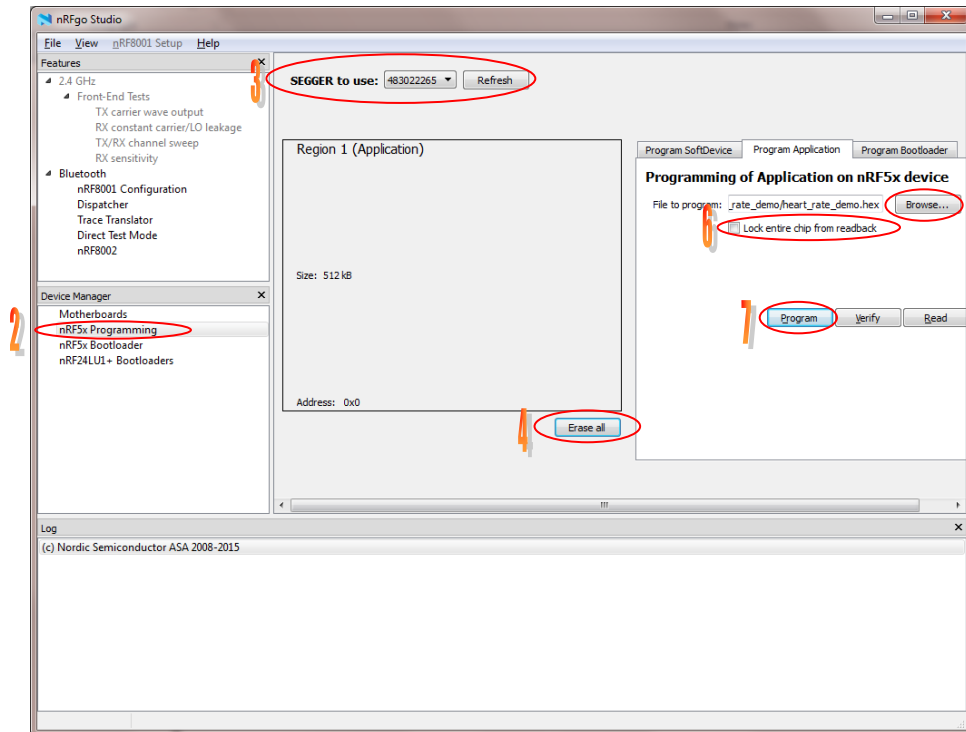 nRFgo Studio
File View nRF8001 Setup Help
Features
2.4 GHz
Front-End Tests
TX carrier wave output
RX constant carrier/LO leakage
TX/RX channel sweep
RX sensitivity
Bluetooth
nRF8001 Configuration
Dispatcher
Trace Translator
Direct Test Mode
nRF8002
Device Manager
Motherboards
2
nRF5x Programming
nRF5x Bootloader
nRF24LU1+ Bootloaders
3
SEGGER to use: 483022265 Refresh
Region 1 (Application)
Size: 512 kB
Address: 0x0
4
Erase all
Program SoftDevice Program Application Program Bootloader
Programming of Application on nRF5x device
File to program: _rate_demo/heart_rate_demo.hex Browse...
6
Lock entire chip from readback
7
Program Verify Read
Log
(c) Nordic Semiconductor ASA 2008-2015